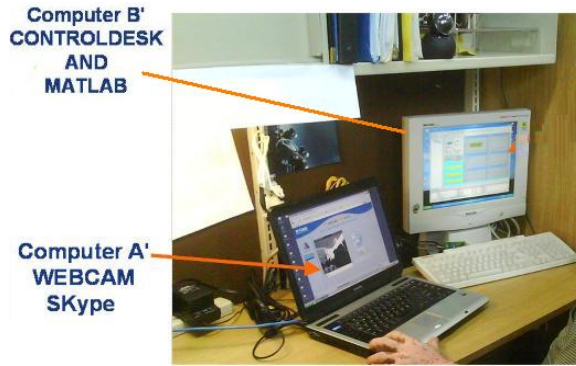 Computer B'
CONTROLDESK
AND
MATLAB
Computer A'
WEBCAM
SKype